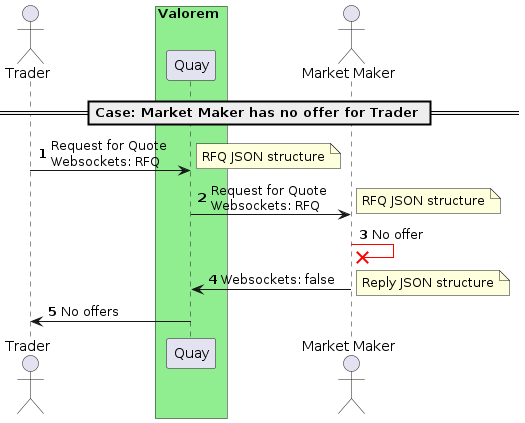 Valorem
Trader
Quay
Market Maker
Case: Market Maker has no offer for Trader
1 Request for Quote
Websockets: RFQ
RFQ JSON structure
2 Request for Quote
Websockets: RFQ
RFQ JSON structure
3 No offer
4 Websockets: false
Reply JSON structure
5 No offers
Trader
Quay
Market Maker